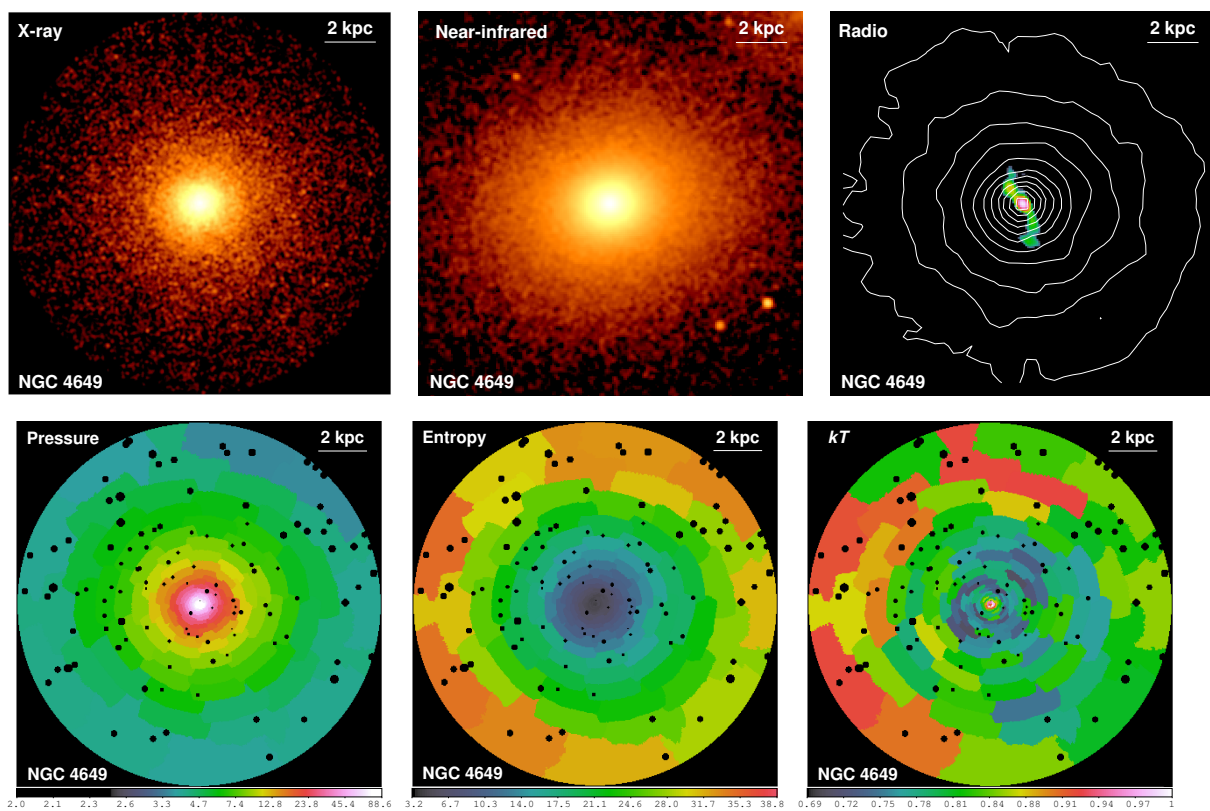 X-ray
2 kpc
NGC 4649
Near-infrared
2 kpc
NGC 4649
Radio
2 kpc
NGC 4649
Pressure
2 kpc
NGC 4649
2.0 2.1 2.3 2.6 3.3 4.7 7.4 12.8 23.8 45.4 88.6
Entropy
2 kpc
NGC 4649
3.2 6.7 10.3 14.0 17.5 21.1 24.6 28.0 31.7 35.3 38.8
kT
2 kpc
NGC 4649
0.69 0.72 0.75 0.78 0.81 0.84 0.88 0.91 0.94 0.97 1